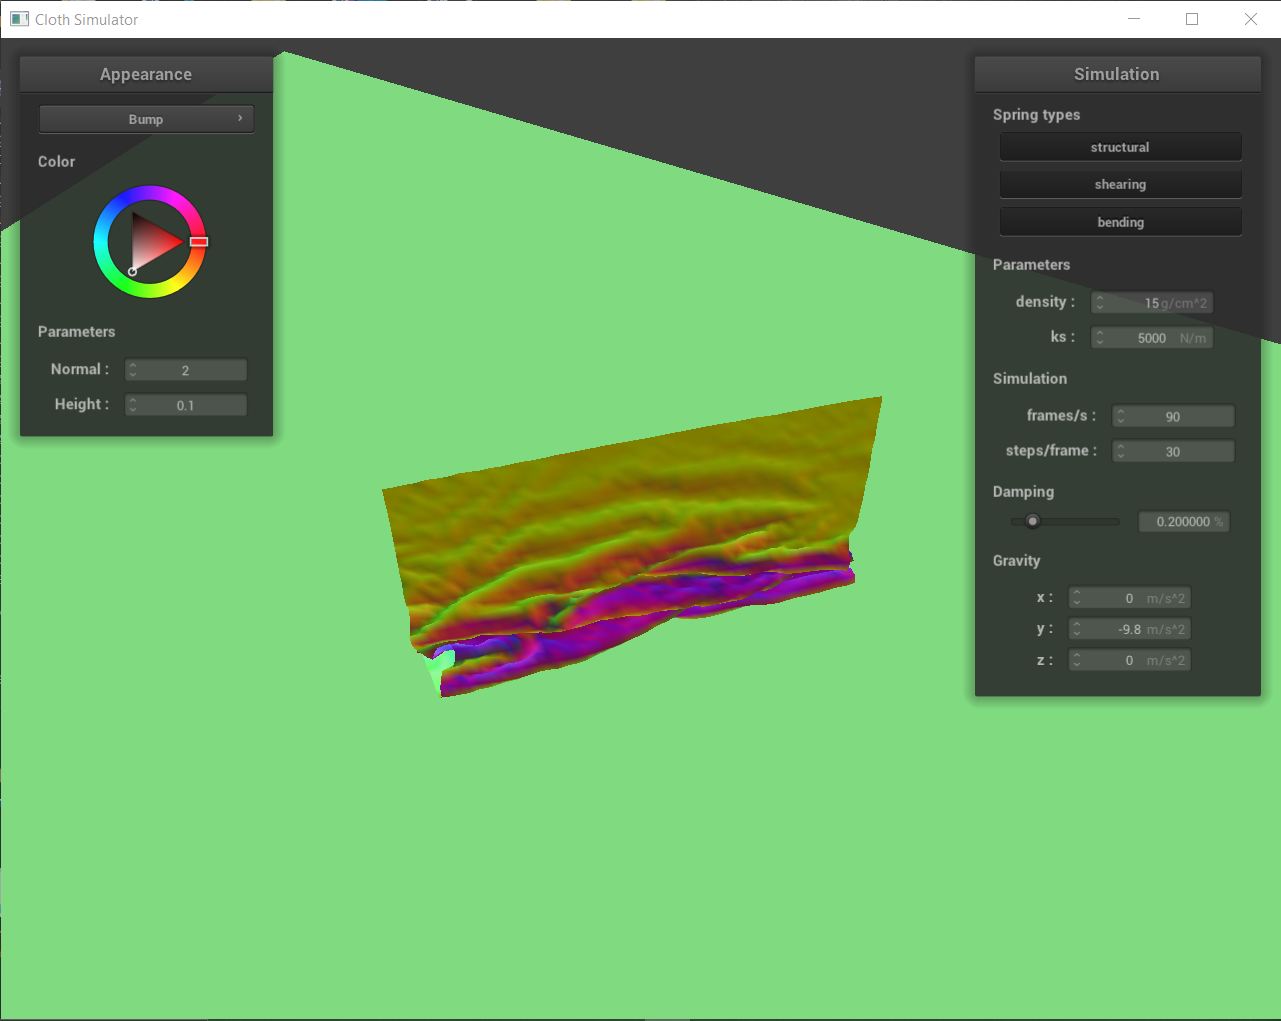 Cloth Simulator
Appearance
Bump
Color
Parameters
Normal : 2
Height : 0.1
Simulation
Spring types
structural
shearing
bending
Parameters
density : 15 g/cm^2
ks : 5000 N/m
Simulation
frames/s : 90
steps/frame : 30
Damping
0.200000 %
Gravity
x : 0 m/s^2
y : -9.8 m/s^2
z : 0 m/s^2